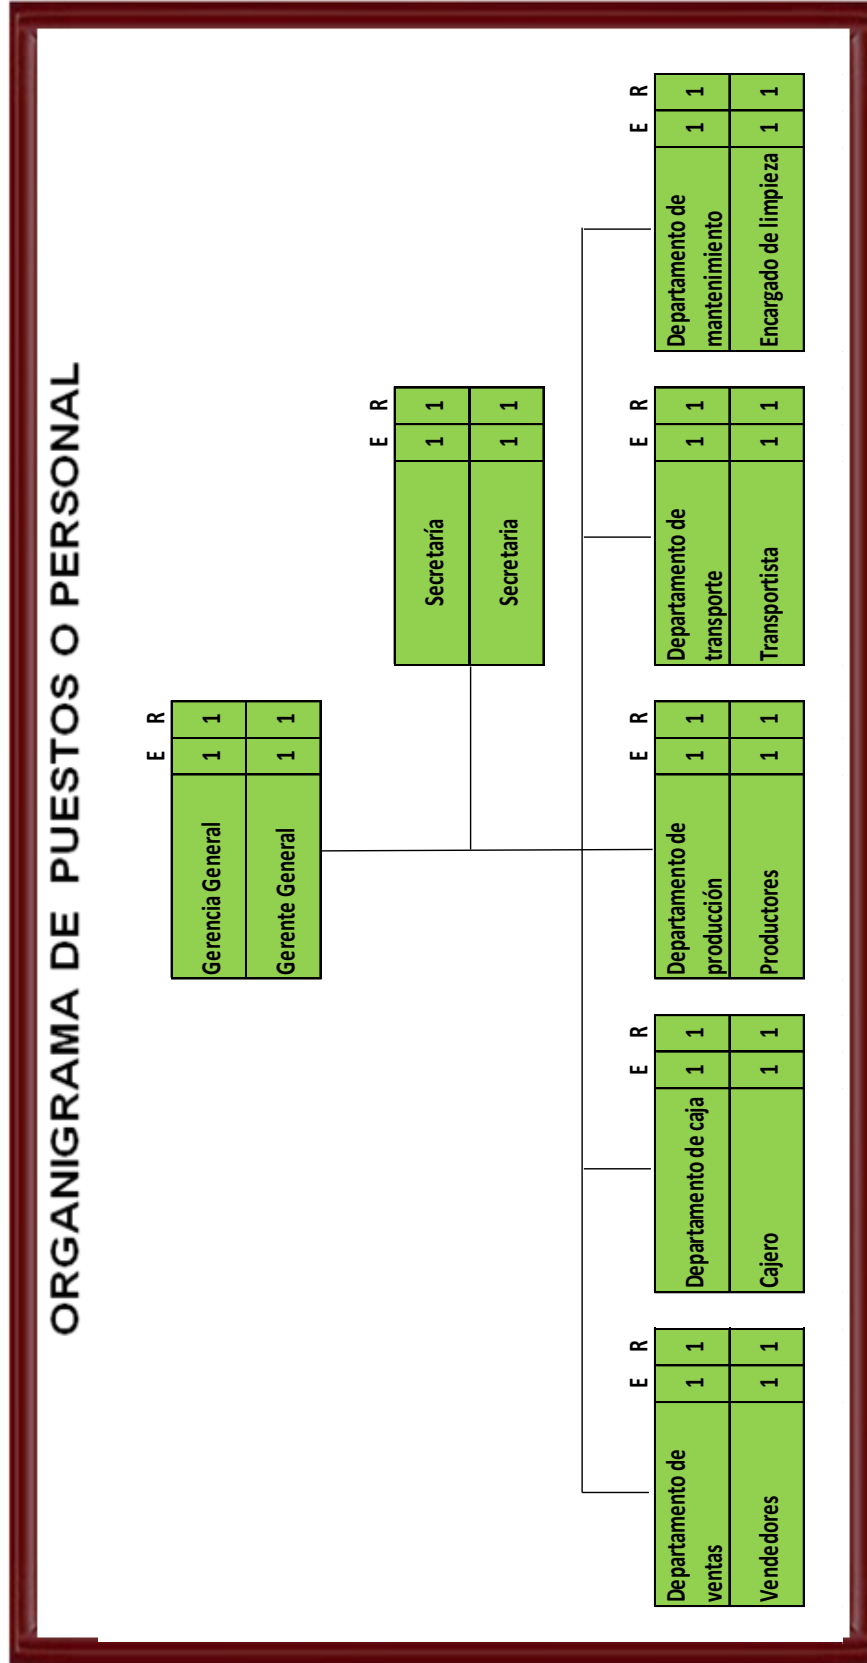 ORGANIGRAMA DE PUESTOS O PERSONAL
E R
Gerencia General 1 1
Gerente General 1 1
E R
Secretaría 1 1
Secretaria 1 1
E R
Departamento de
ventas 1 1
Vendedores 1 1
E R
Departamento de caja 1 1
Cajero 1 1
E R
Departamento de
producción 1 1
Productores 1 1
E R
Departamento de
transporte 1 1
Transportista 1 1
E R
Departamento de
mantenimiento 1 1
Encargado de limpieza 1 1